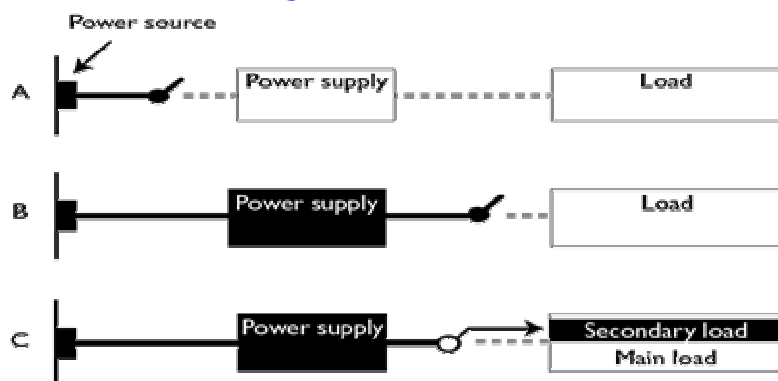 Power source
A
Power supply
Load
B
Power supply
Load
C
Power supply
Secondary load
Main load